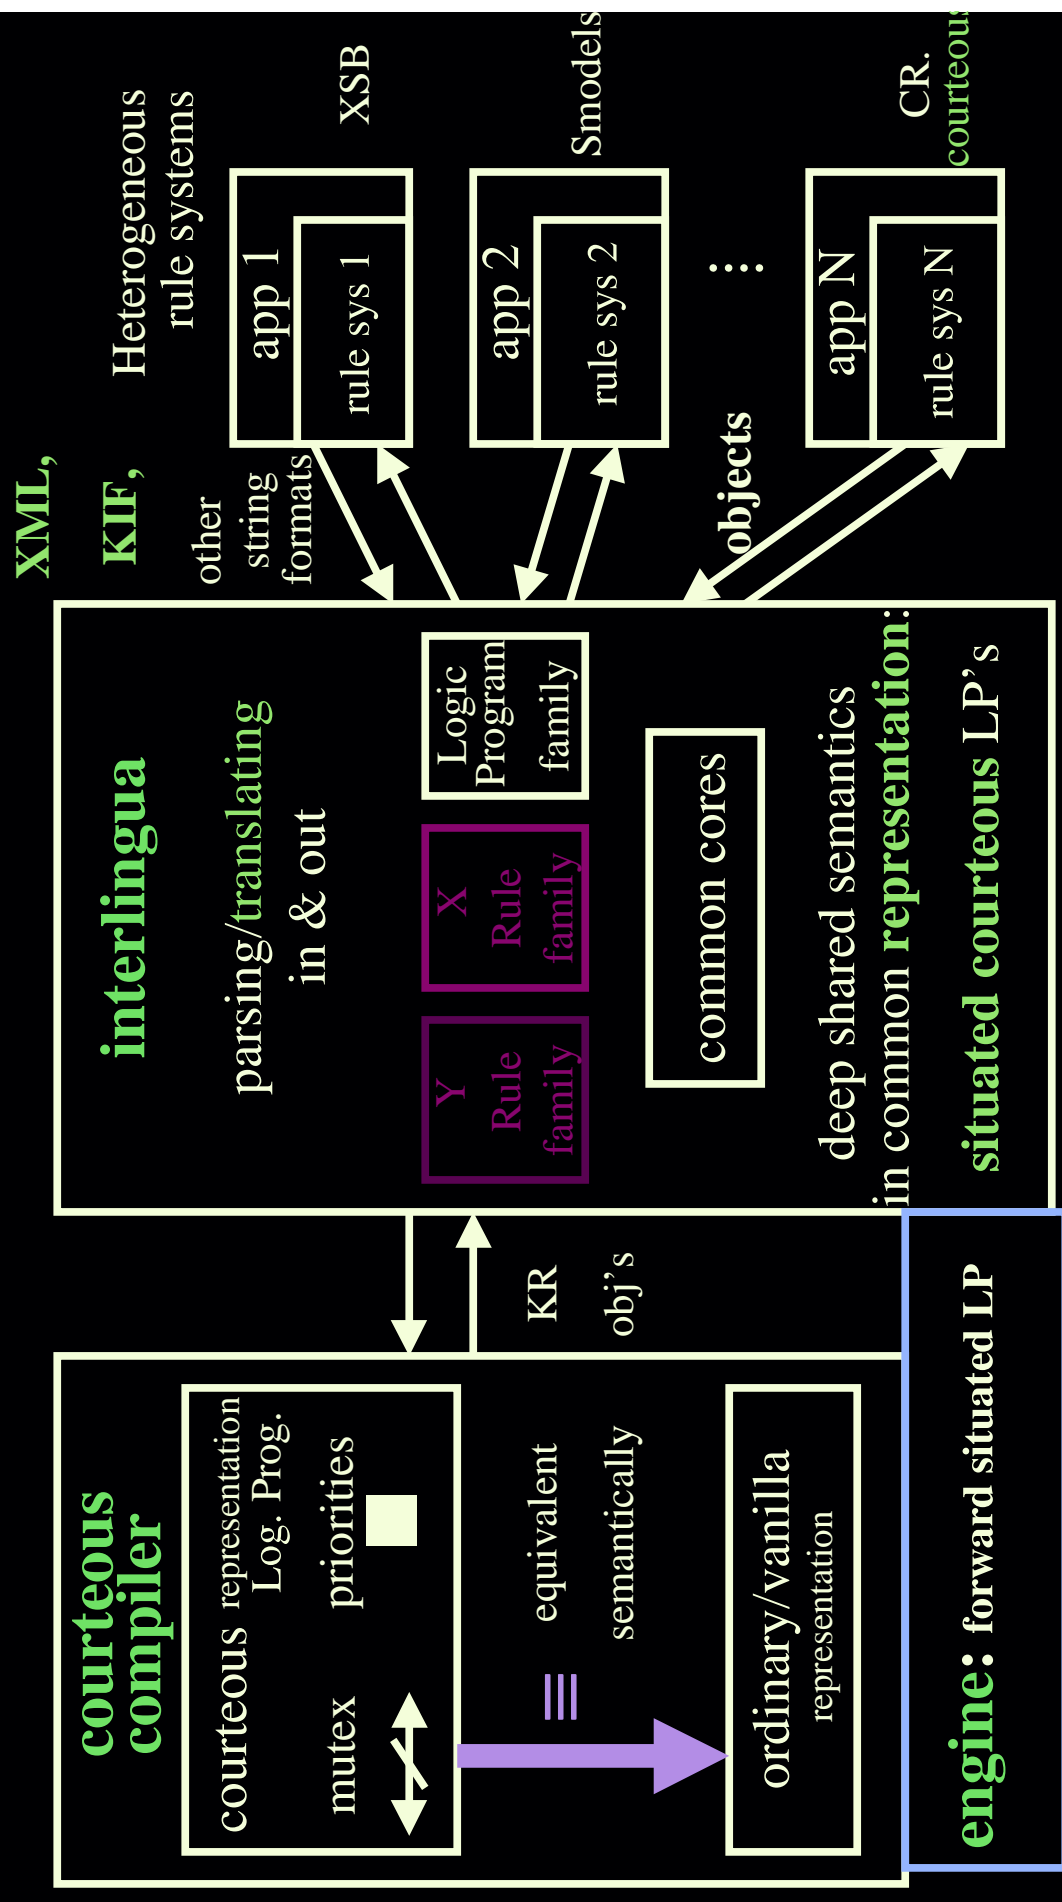 courteous
compiler
courteous representation
Log. Prog.
mutex priorities
≡ equivalent
semantically
ordinary/vanilla
representation
engine: forward situated LP
KR
obj's
interlingua
parsing/translating
in & out
Y
Rule
family
X
Rule
family
Logic
Program
family
common cores
deep shared semantics
in common representation:
situated courteous LP's
XML,
KIF,
other
string
formats
objects
Heterogeneous
rule systems
app 1
rule sys 1
XSB
app 2
rule sys 2
Smodels
....
app N
rule sys N
CR.
courteous